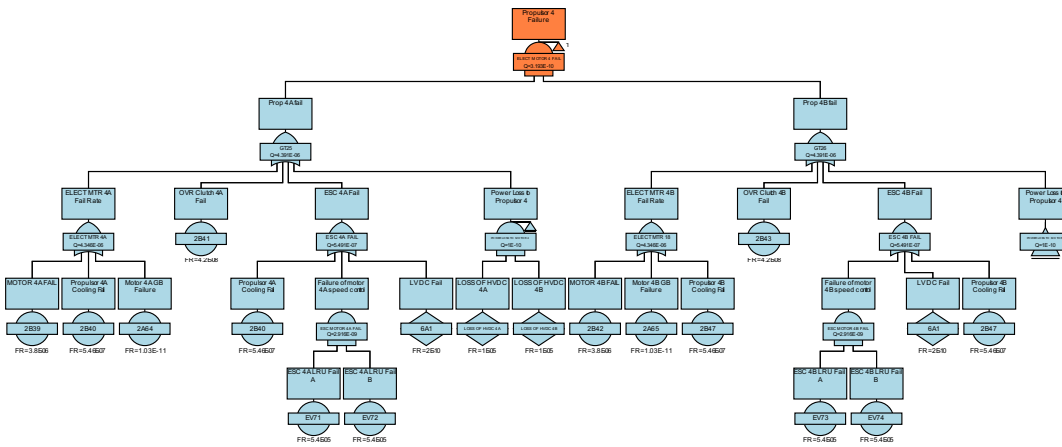 Propulsor 4
Failure
1
ELECT MOTOR 4 FAIL
Q=3.193E-10
Prop 4A fail
GT25
Q=4.391E-06
Prop 4B fail
GT26
Q=4.391E-06
ELECT MTR 4A
Fail Rate
ELECT MTR 4A
Q=4.346E-06
OVR Clutch 4A
Fail
2B41
FR=4.2E-08
ESC 4A Fail
ESC 4A FAIL
Q=5.491E-07
Power Loss to
Propulsor 4
Q=1E-10
ELECT MTR 4B
Fail Rate
ELECT MTR 18
Q=4.346E-06
OVR Clutch 4B
Fail
2B43
FR=4.2E-08
ESC 4B Fail
ESC 4B FAIL
Q=5.491E-07
Power Loss to
Propulsor 4
Q=1E-10
MOTOR 4A FAIL
2B39
FR=3.8E-06
Propulsor 4A
Cooling Fail
2B40
FR=5.46E-07
Motor 4A GB
Failure
2A64
FR=1.03E-11
Propulsor 4A
Cooling Fail
2B40
FR=5.46E-07
Failure of motor
4A speed control
ESC MOTOR 4A FAIL
Q=2.916E-09
LVDC Fail
6A1
FR=2E-10
LOSS OF HVDC
4A
LOSS OF HVDC 4A
FR=1E-05
LOSS OF HVDC
4B
LOSS OF HVDC 4B
FR=1E-05
MOTOR 4B FAIL
2B42
FR=3.8E-06
Motor 4B GB
Failure
2A65
FR=1.03E-11
Propulsor 4B
Cooling Fail
2B47
FR=5.46E-07
Failure of motor
4B speed control
ESC MOTOR 4B FAIL
Q=2.916E-09
LVDC Fail
6A1
FR=2E-10
Propulsor 4B
Cooling Fail
2B47
FR=5.46E-07
ESC 4A LRU Fail
A
EV71
FR=5.4E-05
ESC 4A LRU Fail
B
EV72
FR=5.4E-05
ESC 4B LRU Fail
A
EV73
FR=5.4E-05
ESC 4B LRU Fail
B
EV74
FR=5.4E-05